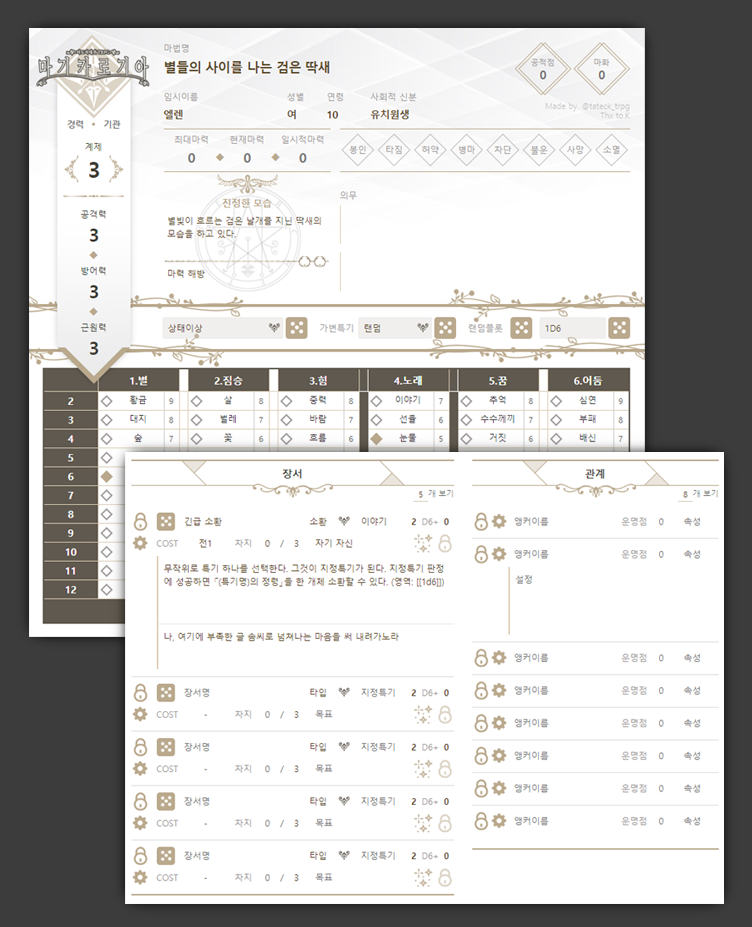 마기카로기아
마법명
별들의 사이를 나는 검은 딱새
공적점
0
마화
0
임시이름 성별 연령 사회적 신분
엘렌 여 10 유치원생
Made by. @tateck_trpg
Thx to.K
경력 기관
계제
3
최대마력 현재마력 일시적마력
0 0 0
봉인 타짐 허약 병마 차단 불운 사망 소멸
진정한 모습
별빛이 흐르는 검은 날개를 지닌 딱새의
모습을 하고 있다.
의무
마력 해방
공격력
3
방어력
3
근원력
3
상태이상 가변특기 랜덤 랜덤플롯 1D6
1.별 2.짐승 3.힘 4.노래 5.꿈 6.어둠
2 황금 9 살 8 중력 8 이야기 7 추억 8 심연 9
3 대지 8 벌레 7 바람 7 선율 6 수수께끼 7 부패 8
4 숲 7 꽃 6 흐름 6 눈물 5 거짓 6 배신 7
5
6
7
8
9
10
11
12
장서
5 개 보기
긴급 소환 소환 이야기 2 D6+ 0
COST 전1 차지 0 / 3 자기 자신
무작위로 특기 하나를 선택한다. 그것이 지정특기가 된다. 지정특기 판정
에 성공하면 「(특기명)의 정령」을 한 개체 소환할 수 있다. (영역: [[1d6]])
나, 여기에 부족한 글 솜씨로 넘쳐나는 마음을 써 내려가노라
장서명 타입 지정특기 2 D6+ 0
COST - 차지 0 / 3 목표
장서명 타입 지정특기 2 D6+ 0
COST - 차지 0 / 3 목표
장서명 타입 지정특기 2 D6+ 0
COST - 차지 0 / 3 목표
장서명 타입 지정특기 2 D6+ 0
COST - 차지 0 / 3 목표
관계
8 개 보기
앵커이름 운명점 0 속성
앵커이름 운명점 0 속성
설정
앵커이름 운명점 0 속성
앵커이름 운명점 0 속성
앵커이름 운명점 0 속성
앵커이름 운명점 0 속성
앵커이름 운명점 0 속성
앵커이름 운명점 0 속성